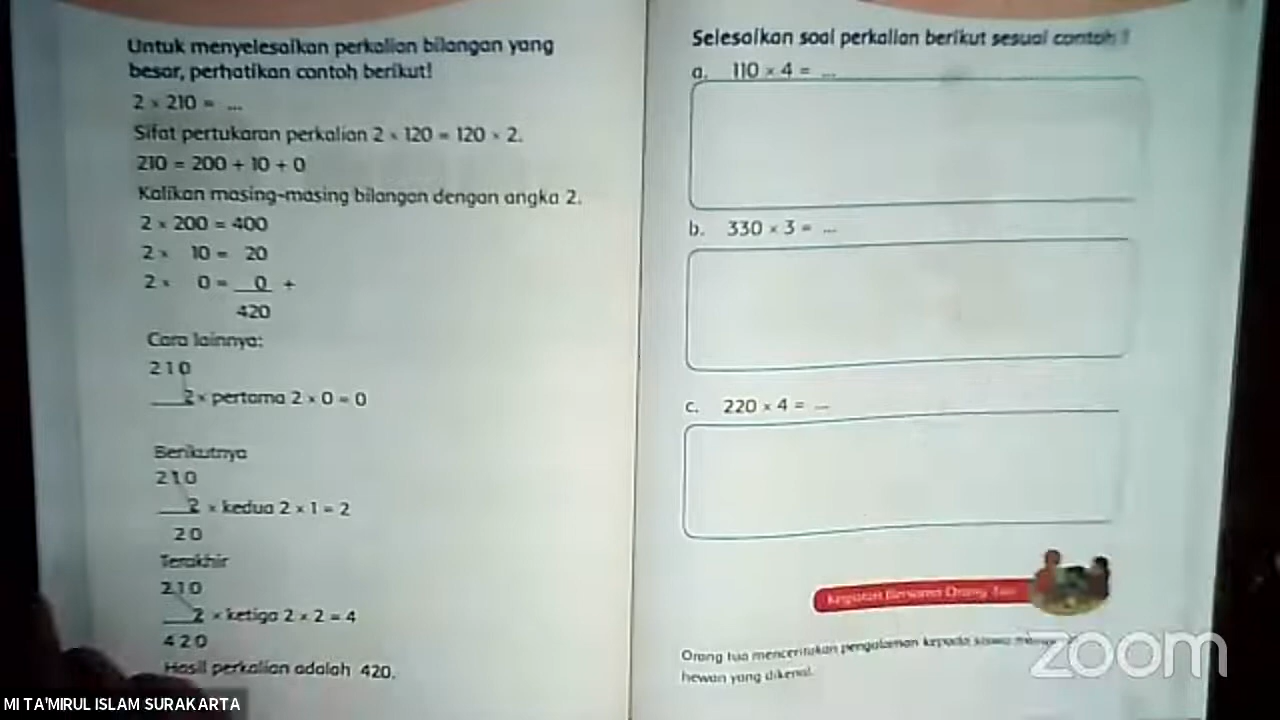 Untuk menyelesaikan perkalian bilangan yang
besar, perhatikan contoh berikut!
2 × 210 = ...
Sifat pertukaran perkalian 2 × 120 = 120 × 2.
210 = 200 + 10 + 0
Kalikan masing-masing bilangan dengan angka 2.
2 × 200 = 400
2 × 10 = 20
2 × 0 = 0 +
420
Cara lainnya:
210
2 × pertama 2 × 0 = 0
Berikutnya
210
2 × kedua 2 × 1 = 2
20
Terakhir
210
2 × ketiga 2 × 2 = 4
420
Hasil perkalian adalah 420.
Selesaikan soal perkalian berikut sesuai contoh !
a. 110 × 4 = ...
b. 330 × 3 = ...
c. 220 × 4 = ...
Kegiatan Bersama Orang Tua
Orang tua menceritakan pengalaman kepada siswa
hewan yang dikenal.
zoom
MI TA'MIRUL ISLAM SURAKARTA